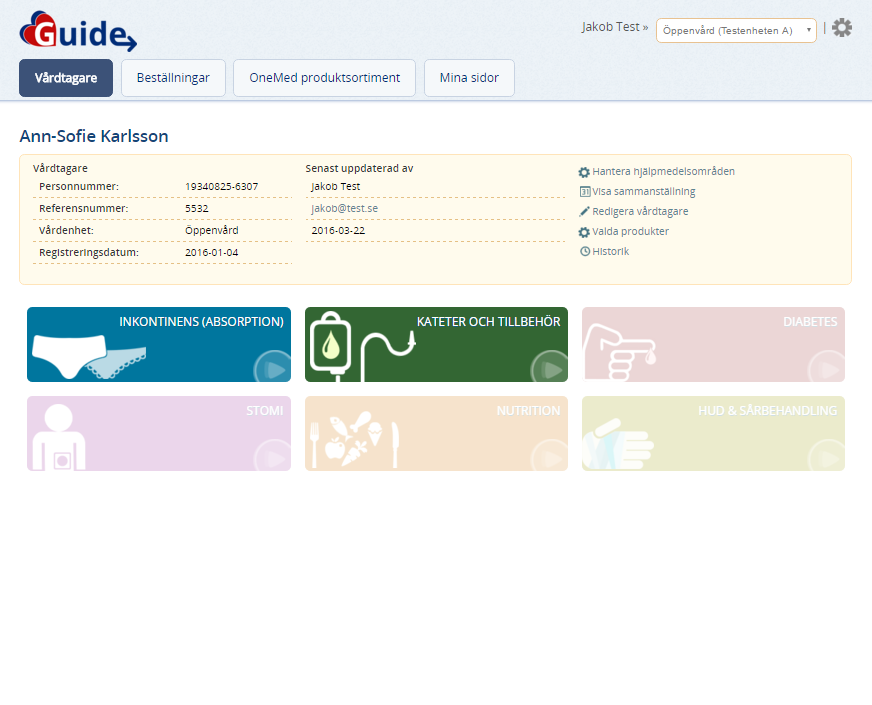 Guide
Jakob Test »
Öppenvård (Testenheten A)
|
Vårdtagare
Beställningar
OneMed produktsortiment
Mina sidor
Ann-Sofie Karlsson
Vårdtagare
Personnummer: 19340825-6307
Referensnummer: 5532
Vårdenhet: Öppenvård
Registreringsdatum: 2016-01-04
Senast uppdaterad av
Jakob Test
jakob@test.se
2016-03-22
Hantera hjälpmedelsområden
31 Visa sammanställning
Redigera vårdtagare
Valda produkter
Historik
INKONTINENS (ABSORPTION)
KATETER OCH TILLBEHÖR
DIABETES
STOMI
NUTRITION
HUD & SÅRBEHANDLING